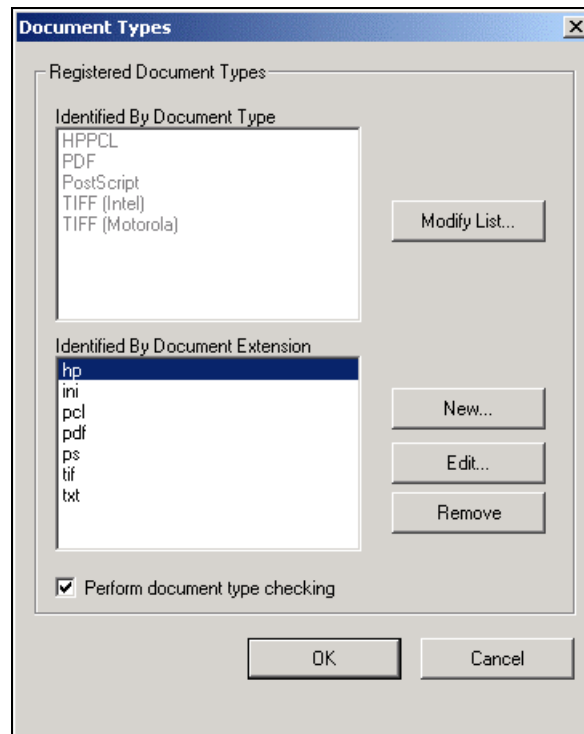 Document Types
Registered Document Types
Identified By Document Type
HPPCL
PDF
PostScript
TIFF (Intel)
TIFF (Motorola)
Modify List...
Identified By Document Extension
hp
ini
pcl
pdf
ps
tif
txt
New...
Edit...
Remove
Perform document type checking
OK
Cancel